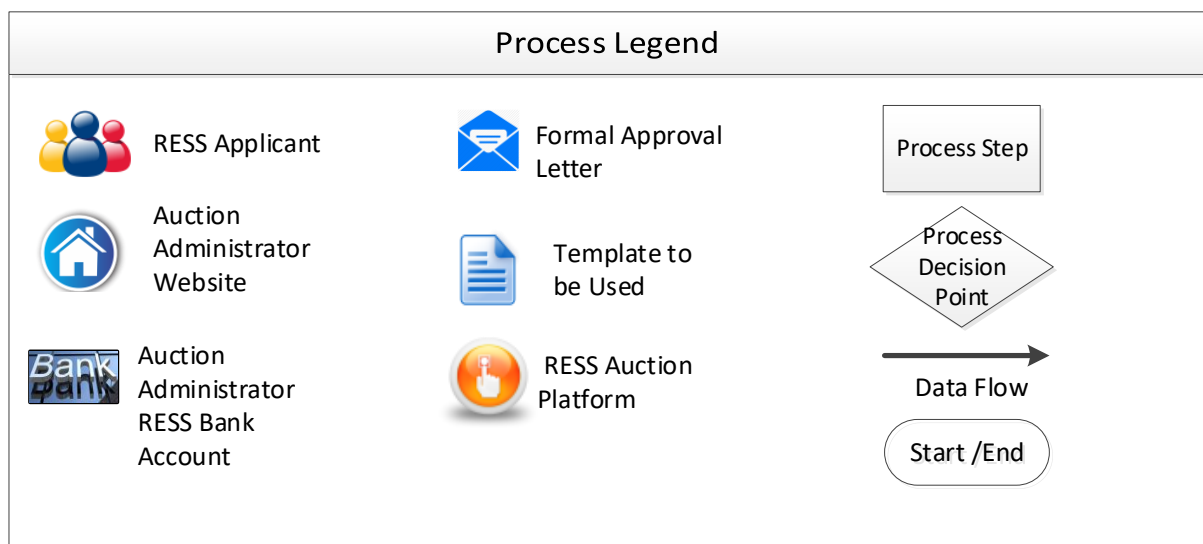 Process Legend
RESS Applicant
Formal Approval
Letter
Process Step
Auction
Administrator
Website
Template to
be Used
Process
Decision
Point
Bank
Auction
Administrator
RESS Bank
Account
RESS Auction
Platform
Data Flow
Start /End